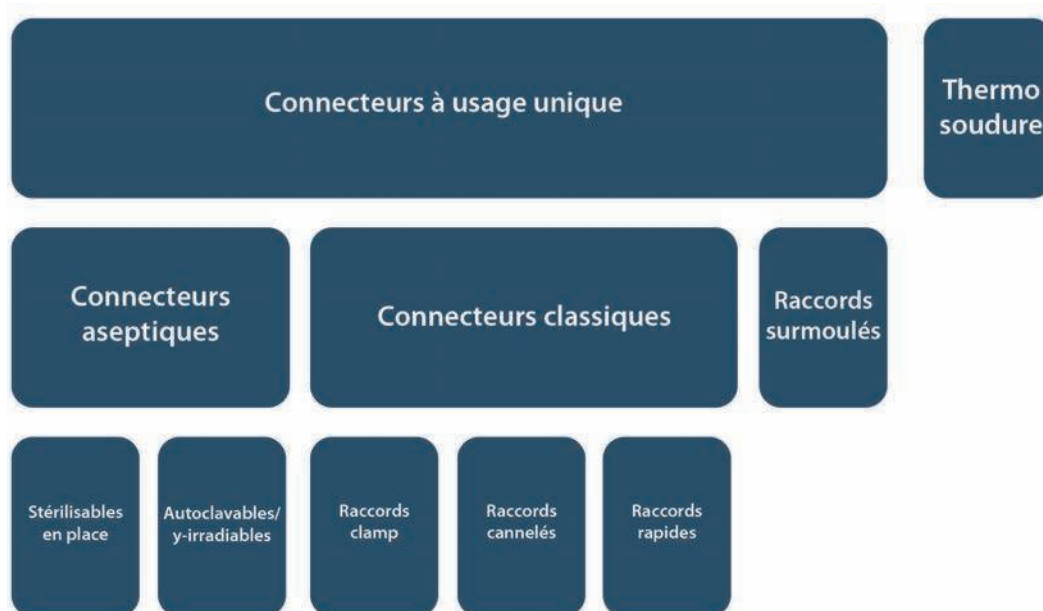 Connecteurs à usage unique
Thermo
soudure
Connecteurs
aseptiques
Connecteurs classiques
Raccords
surmoulés
Stérilisables
en place
Autoclavables/
γ-irradiables
Raccords
clamp
Raccords
cannelés
Raccords
rapides